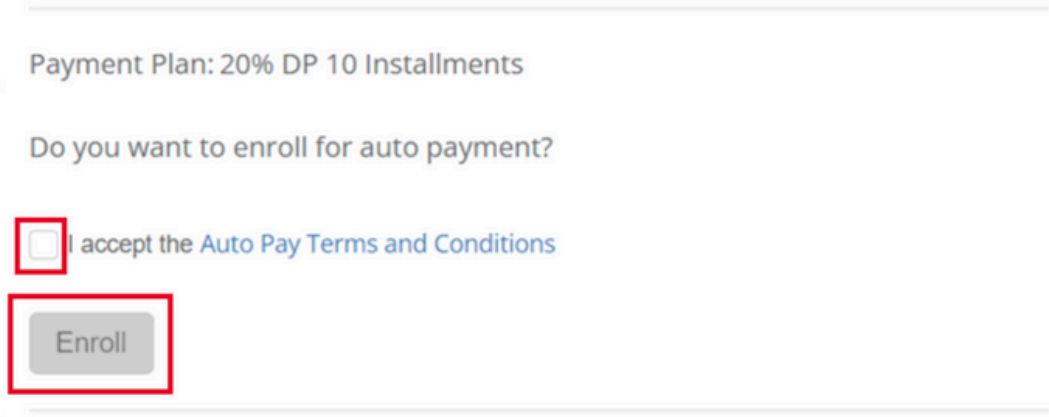 Payment Plan: 20% DP 10 Installments
Do you want to enroll for auto payment?
I accept the Auto Pay Terms and Conditions
Enroll